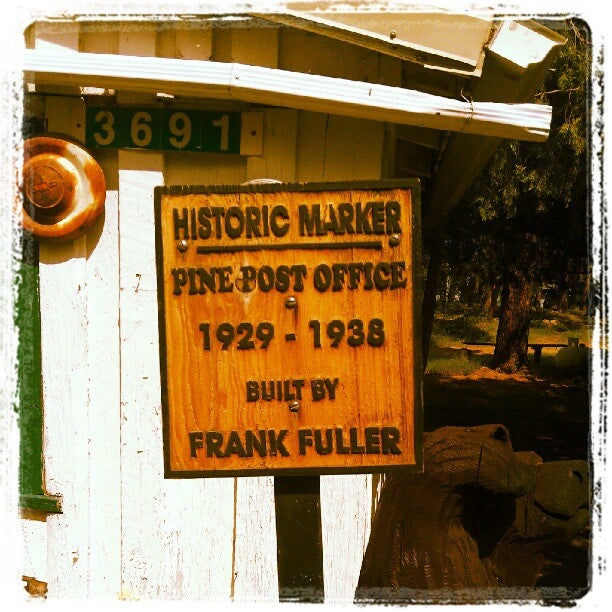 3691
HISTORIC MARKER
PINE POST OFFICE
1929 - 1938
BUILT BY
FRANK FULLER